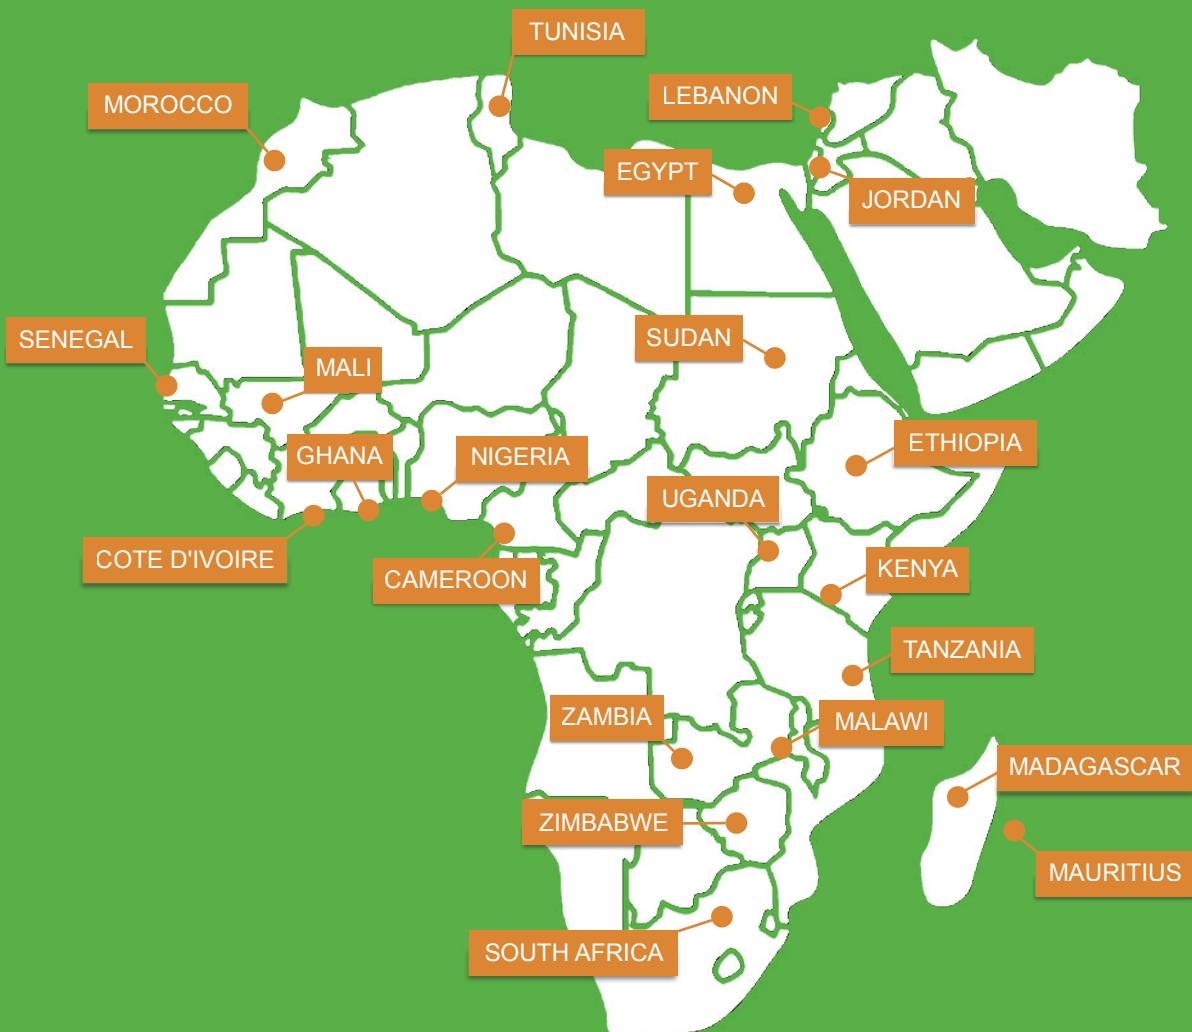 TUNISIA
MOROCCO
LEBANON
EGYPT
JORDAN
SENEGAL
SUDAN
MALI
GHANA
NIGERIA
ETHIOPIA
UGANDA
COTE D'IVOIRE
CAMEROON
KENYA
TANZANIA
ZAMBIA
MALAWI
MADAGASCAR
ZIMBABWE
MAURITIUS
SOUTH AFRICA